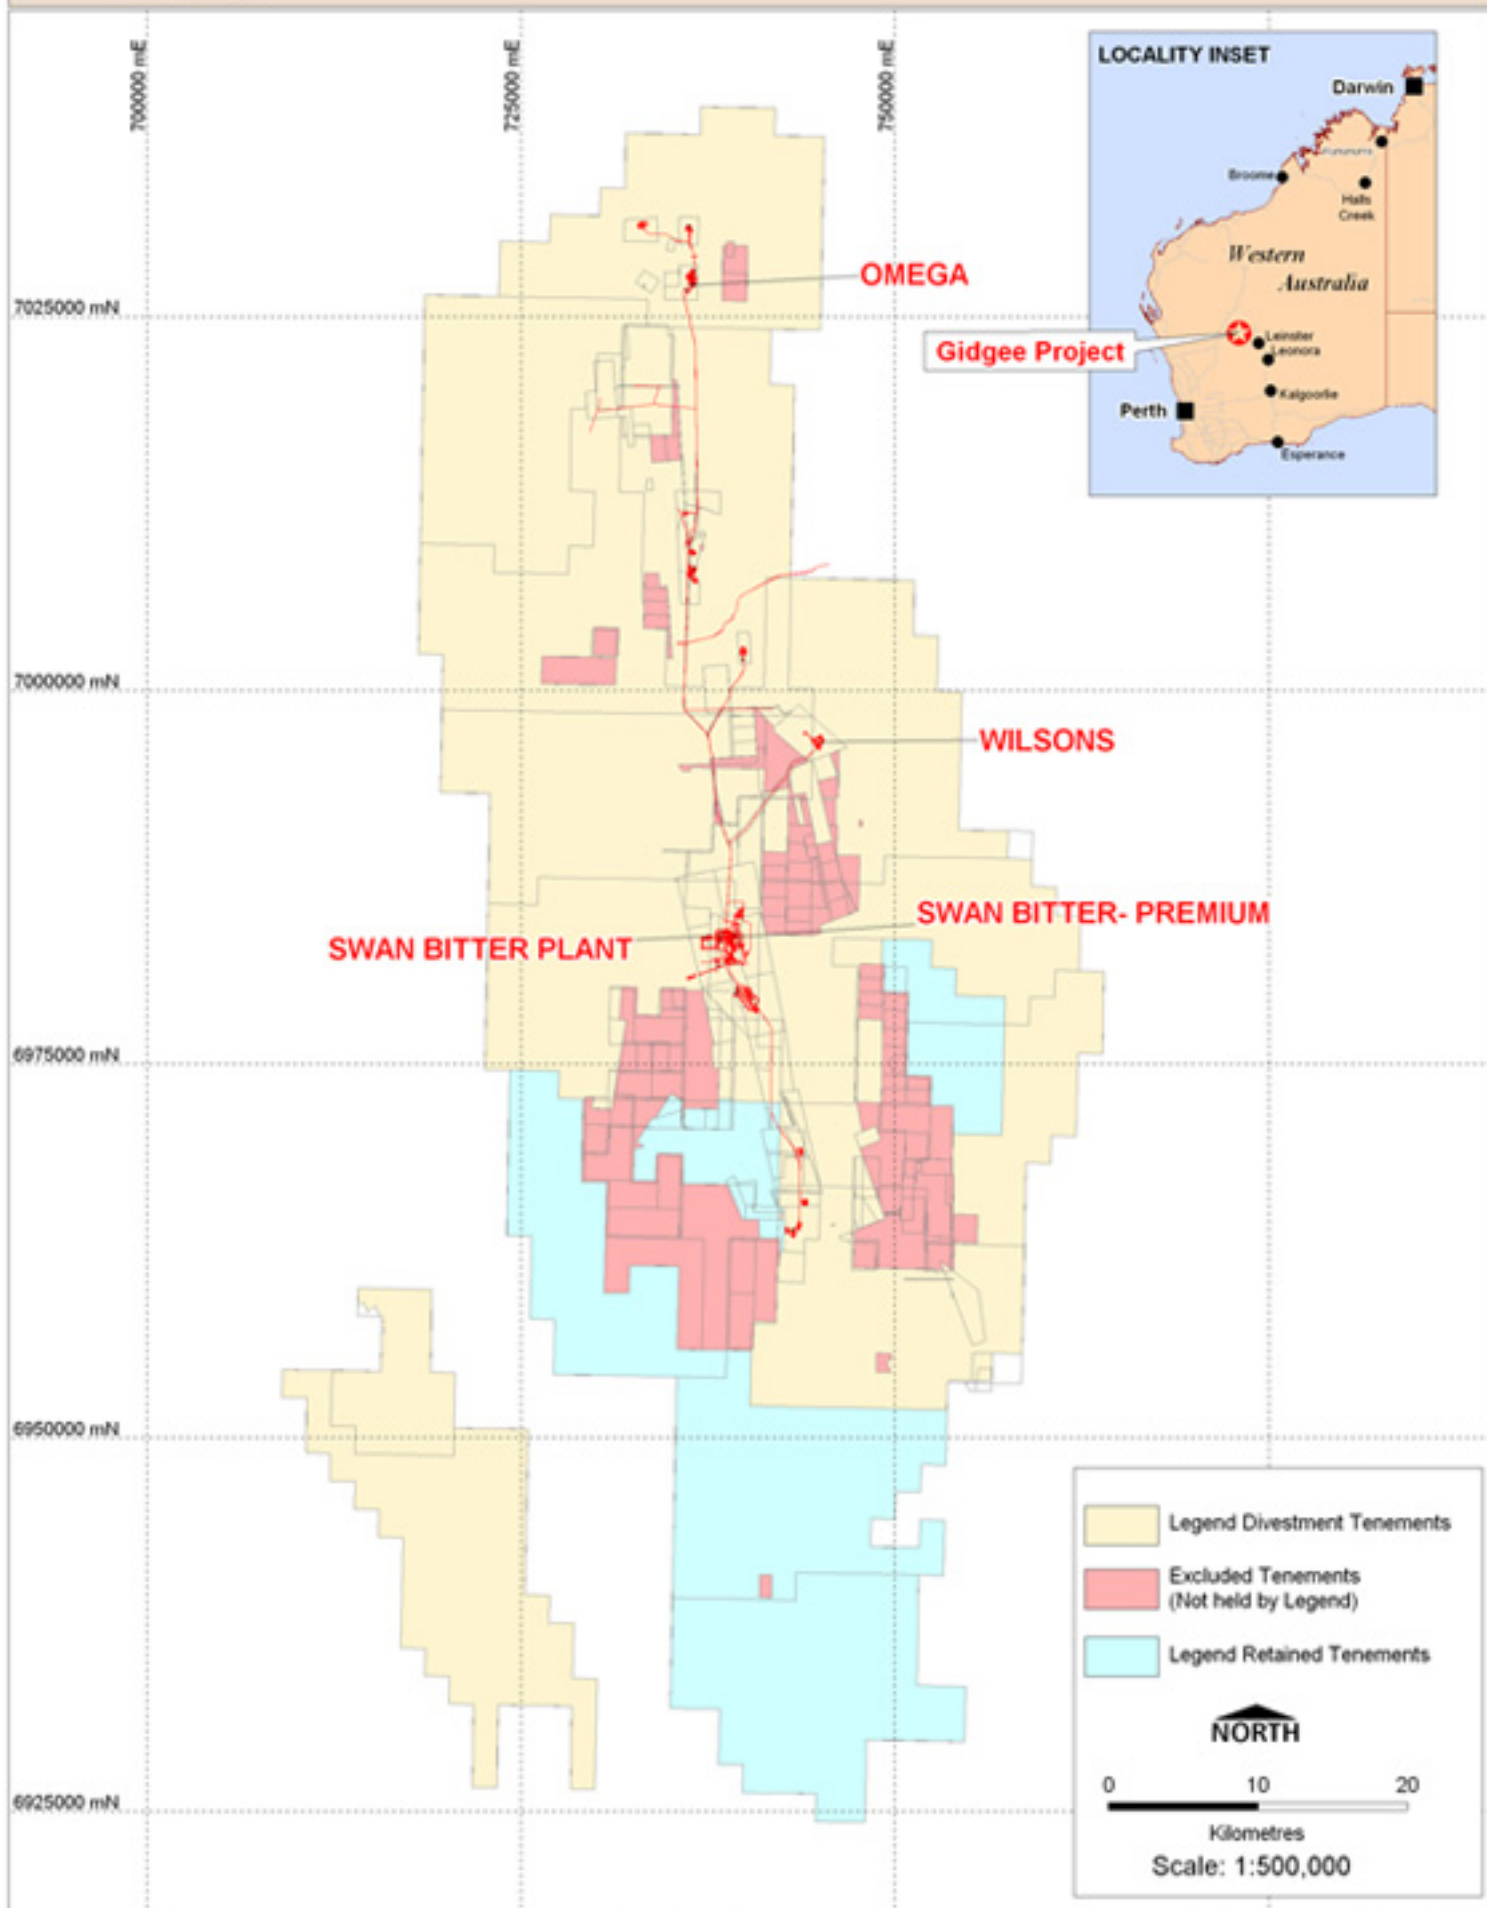 700000 mE
725000 mE
750000 mE
LOCALITY INSET
Darwin
Kununurra
Broome
Halls
Creek
Western
Australia
OMEGA
7025000 mN
Gidgee Project
Leinster
Leonora
Kalgoorlie
Perth
Esperance
7000000 mN
WILSONS
SWAN BITTER- PREMIUM
SWAN BITTER PLANT
6975000 mN
6950000 mN
Legend Divestment Tenements
Excluded Tenements
(Not held by Legend)
Legend Retained Tenements
NORTH
6925000 mN
0 10 20
Kilometres
Scale: 1:500,000